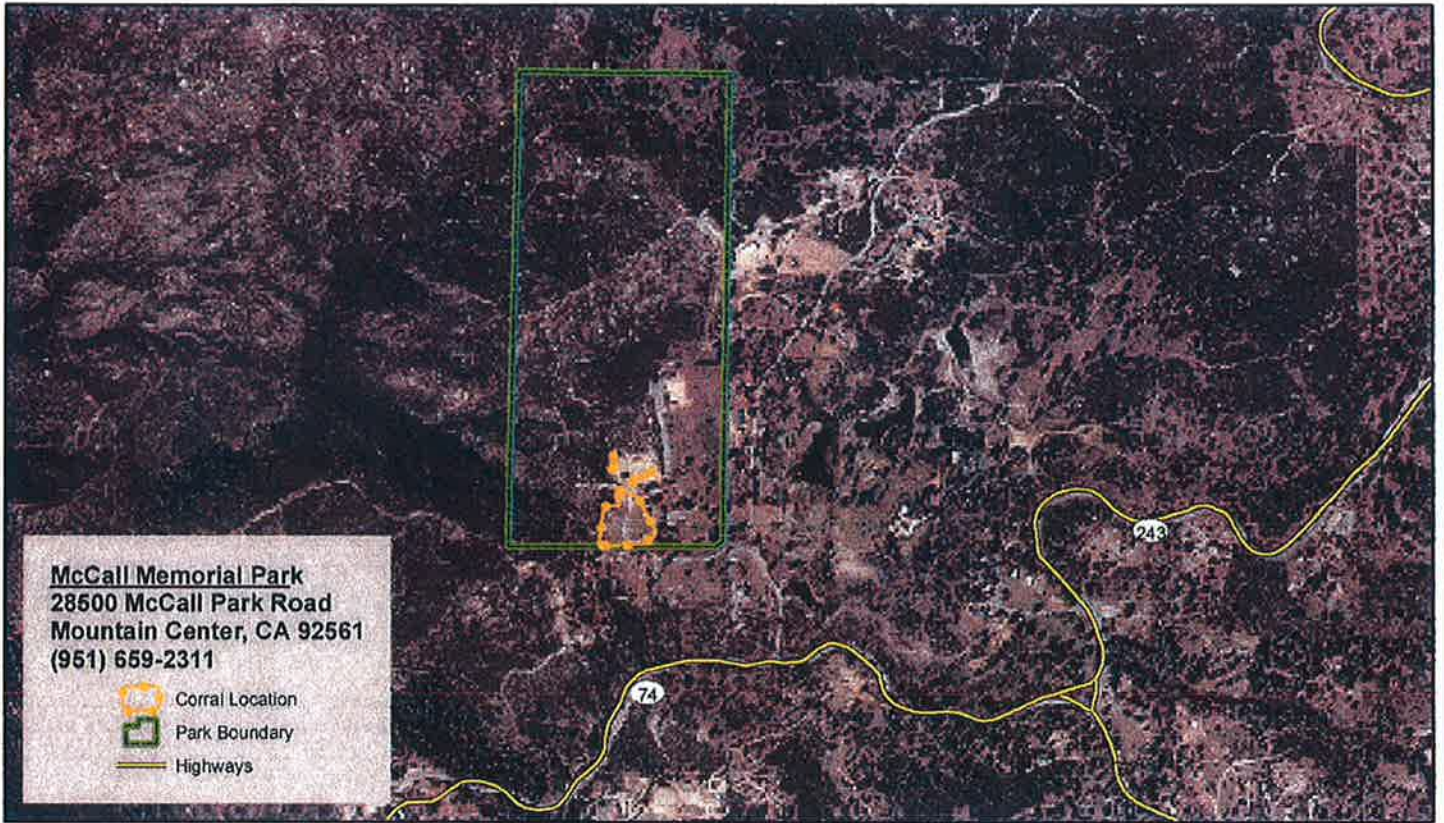 McCall Memorial Park
28500 McCall Park Road
Mountain Center, CA 92561
(951) 659-2311
Corral Location
Park Boundary
Highways
243
74